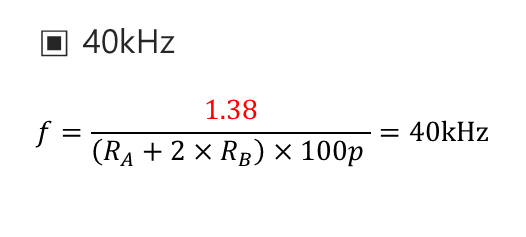 ▣ 40kHz
f = 1.38 / ((R_A + 2 × R_B) × 100p) = 40kHz